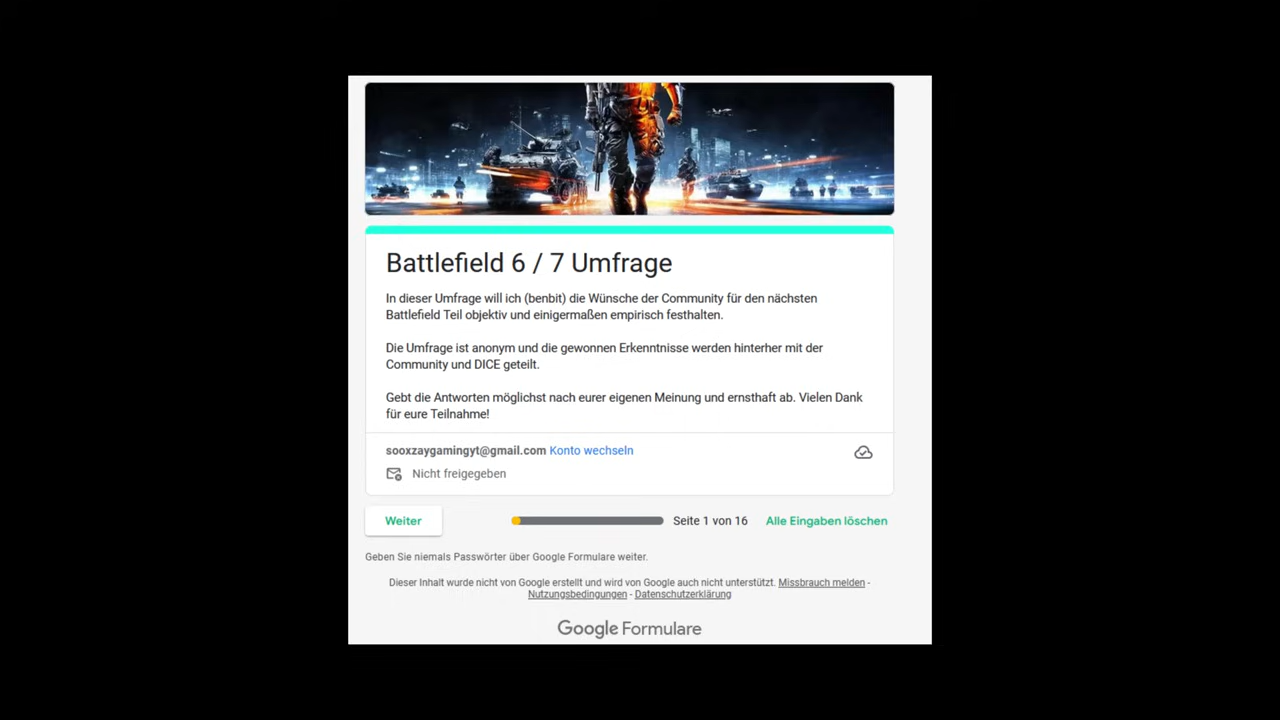 Battlefield 6 / 7 Umfrage
In dieser Umfrage will ich (benbit) die Wünsche der Community für den nächsten
Battlefield Teil objektiv und einigermaßen empirisch festhalten.
Die Umfrage ist anonym und die gewonnen Erkenntnisse werden hinterher mit der
Community und DICE geteilt.
Gebt die Antworten möglichst nach eurer eigenen Meinung und ernsthaft ab. Vielen Dank
für eure Teilnahme!
sooxzaygamingyt@gmail.com Konto wechseln
Nicht freigegeben
Weiter Seite 1 von 16 Alle Eingaben löschen
Geben Sie niemals Passwörter über Google Formulare weiter.
Dieser Inhalt wurde nicht von Google erstellt und wird von Google auch nicht unterstützt. Missbrauch melden -
Nutzungsbedingungen - Datenschutzerklärung
Google Formulare